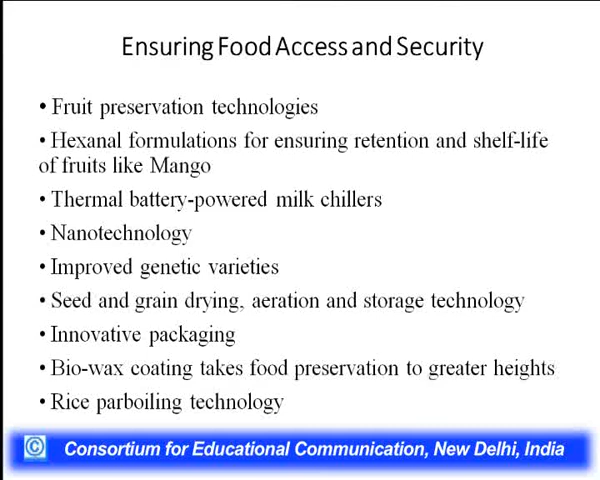 Ensuring Food Access and Security
• Fruit preservation technologies
• Hexanal formulations for ensuring retention and shelf-life
of fruits like Mango
• Thermal battery-powered milk chillers
• Nanotechnology
• Improved genetic varieties
• Seed and grain drying, aeration and storage technology
• Innovative packaging
• Bio-wax coating takes food preservation to greater heights
• Rice parboiling technology
© Consortium for Educational Communication, New Delhi, India